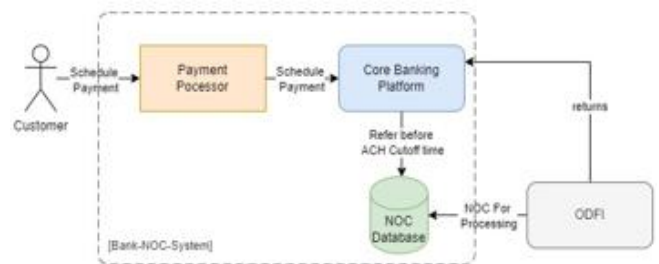 Schedule
Payment
Customer
Payment
Pocessor
Schedule
Payment
Core Banking
Platform
returns
Refer before
ACH Cutoff time
NOC
Database
NOC For
Processing
ODFI
[Bank-NOC-System]